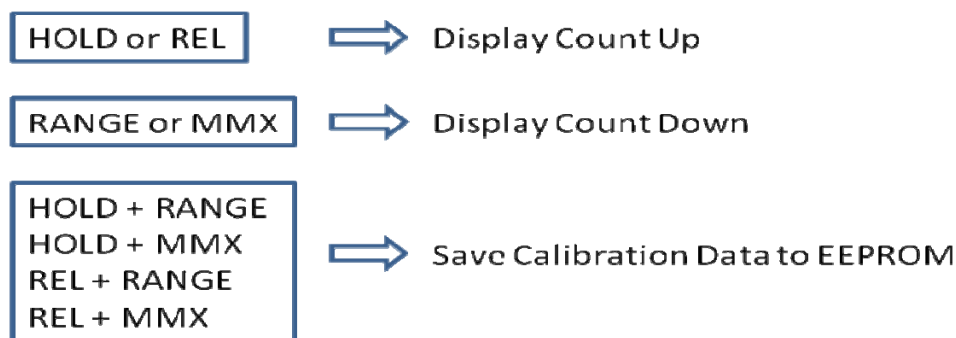 HOLD or REL Display Count Up
RANGE or MMX Display Count Down
HOLD + RANGE
HOLD + MMX
REL + RANGE
REL + MMX
Save Calibration Data to EEPROM